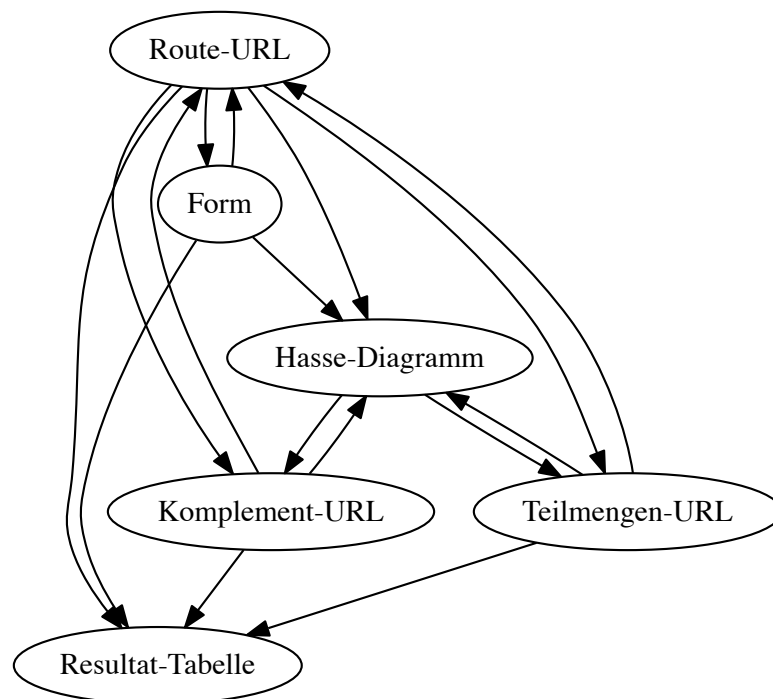 Route-URL
Form
Hasse-Diagramm
Komplement-URL
Teilmengen-URL
Resultat-Tabelle